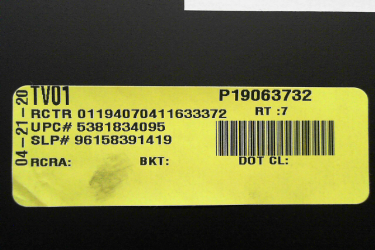 04-21-20
TV01 P19063732
RCTR 01194070411633372 RT :7
UPC# 5381834095
SLP# 96158391419
RCRA: BKT: DOT CL: